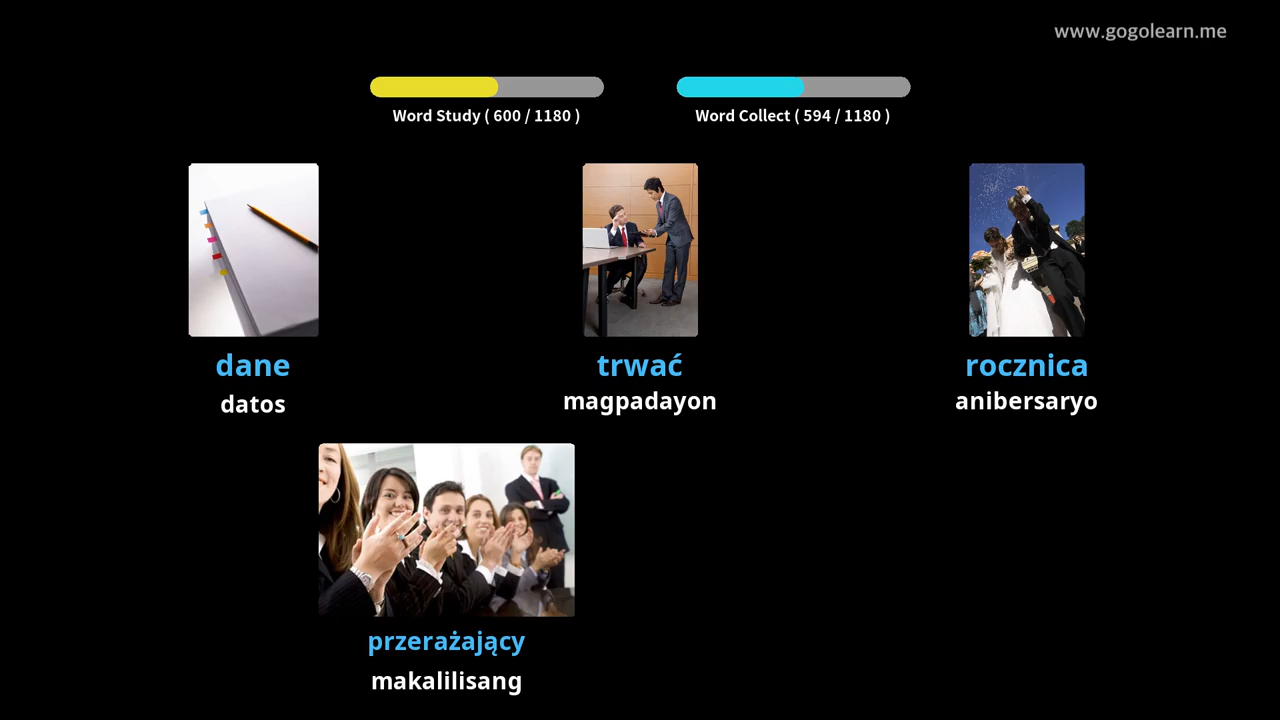 www.gogolearn.me
Word Study ( 600 / 1180 )
Word Collect ( 594 / 1180 )
dane
datos
trwać
magpadayon
rocznica
anibersaryo
przerażający
makalilisang